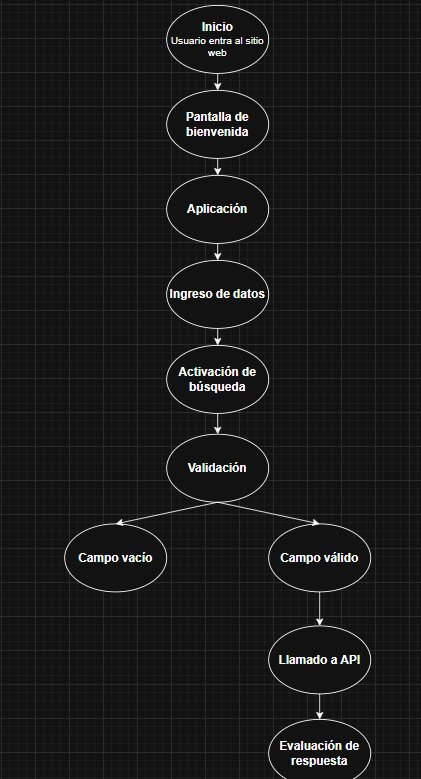 Inicio
Usuario entra al sitio
web
Pantalla de
bienvenida
Aplicación
Ingreso de datos
Activación de
búsqueda
Validación
Campo vacío
Campo válido
Llamado a API
Evaluación de
respuesta